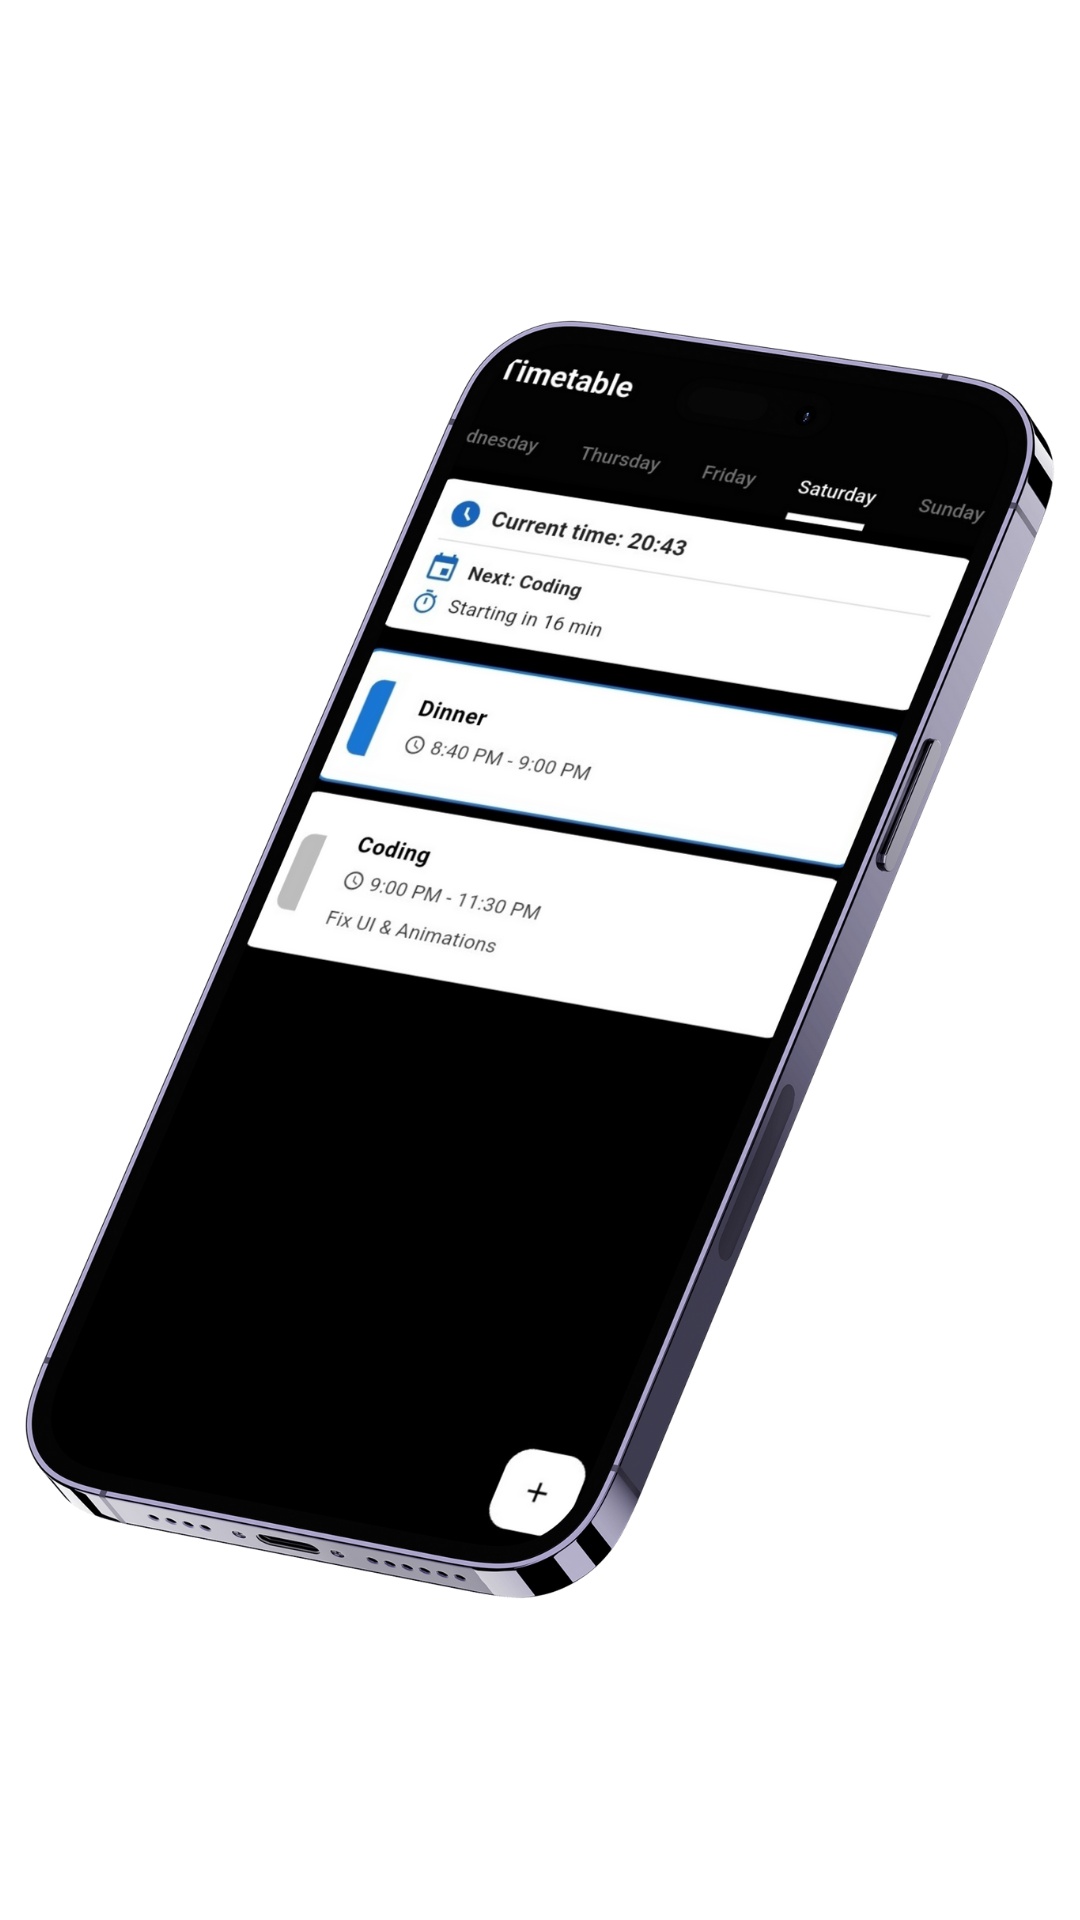 Timetable
dnesday Thursday Friday Saturday Sunday
Current time: 20:43
Next: Coding
Starting in 16 min
Dinner
8:40 PM - 9:00 PM
Coding
9:00 PM - 11:30 PM
Fix UI & Animations
+